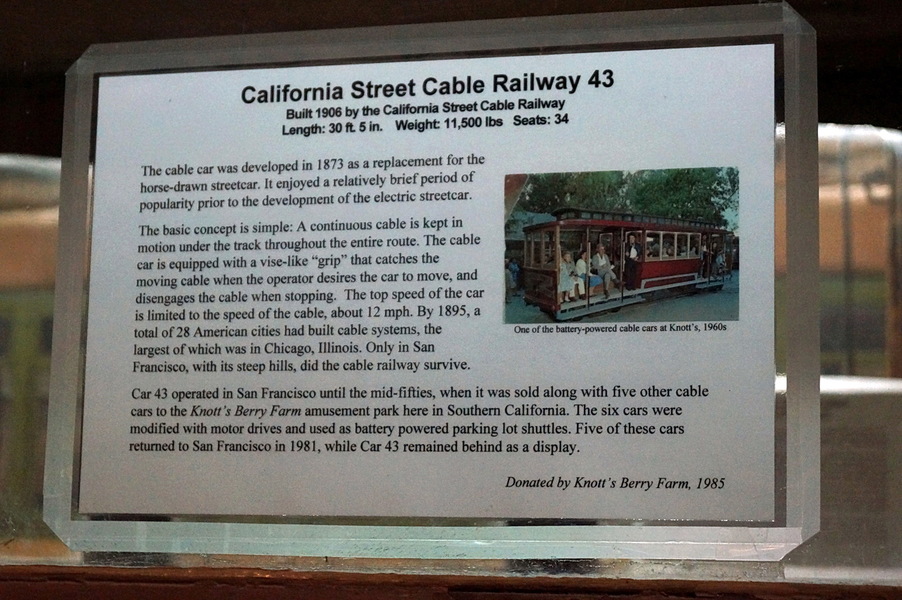 California Street Cable Railway 43
Built 1906 by the California Street Cable Railway
Length: 30 ft. 5 in. Weight: 11,500 lbs Seats: 34
The cable car was developed in 1873 as a replacement for the
horse-drawn streetcar. It enjoyed a relatively brief period of
popularity prior to the development of the electric streetcar.
The basic concept is simple: A continuous cable is kept in
motion under the track throughout the entire route. The cable
car is equipped with a vise-like “grip” that catches the
moving cable when the operator desires the car to move, and
disengages the cable when stopping. The top speed of the car
is limited to the speed of the cable, about 12 mph. By 1895, a
total of 28 American cities had built cable systems, the
largest of which was in Chicago, Illinois. Only in San
Francisco, with its steep hills, did the cable railway survive.
One of the battery-powered cable cars at Knott's, 1960s
Car 43 operated in San Francisco until the mid-fifties, when it was sold along with five other cable
cars to the Knott's Berry Farm amusement park here in Southern California. The six cars were
modified with motor drives and used as battery powered parking lot shuttles. Five of these cars
returned to San Francisco in 1981, while Car 43 remained behind as a display.
Donated by Knott's Berry Farm, 1985